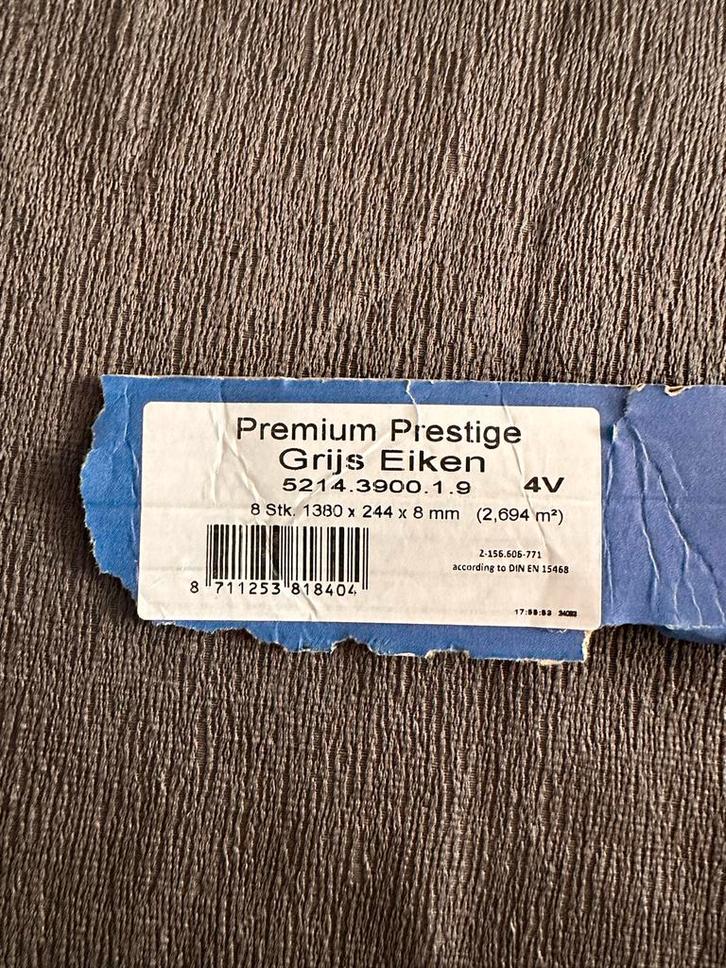 Premium Prestige
Grijs Eiken
5214.3900.1.9 4V
8 Stk. 1380 x 244 x 8 mm (2,694 m²)
2-156.606-771
according to DIN EN 15468
8 711253 818404